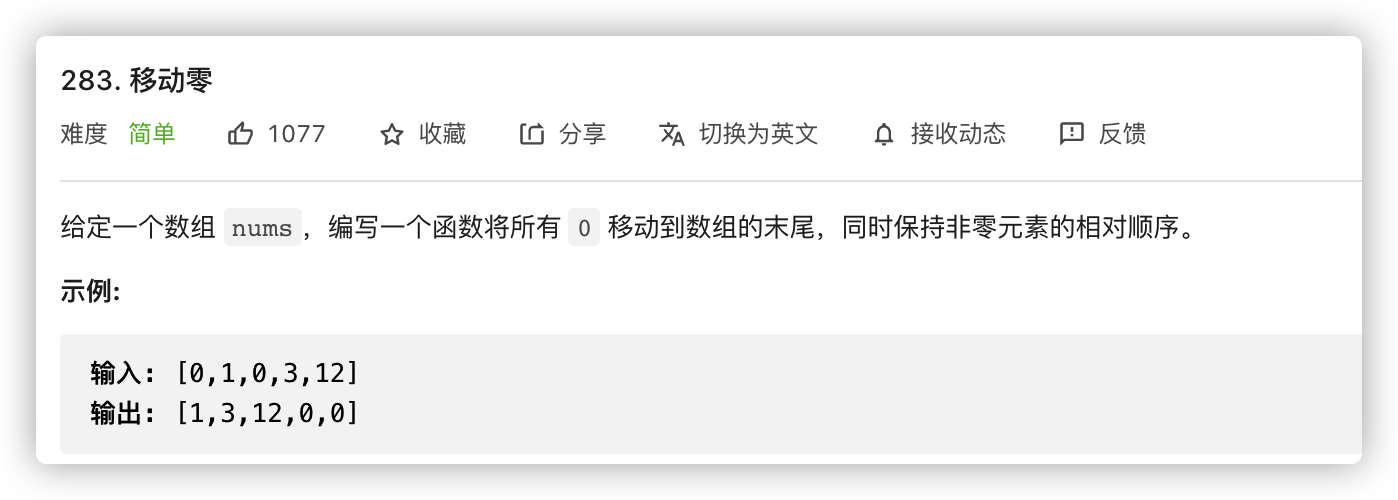 283. 移动零
难度 简单 1077 收藏 分享 切换为英文 接收动态 反馈
给定一个数组 nums，编写一个函数将所有 0 移动到数组的末尾，同时保持非零元素的相对顺序。
示例:
输入: [0,1,0,3,12]
输出: [1,3,12,0,0]